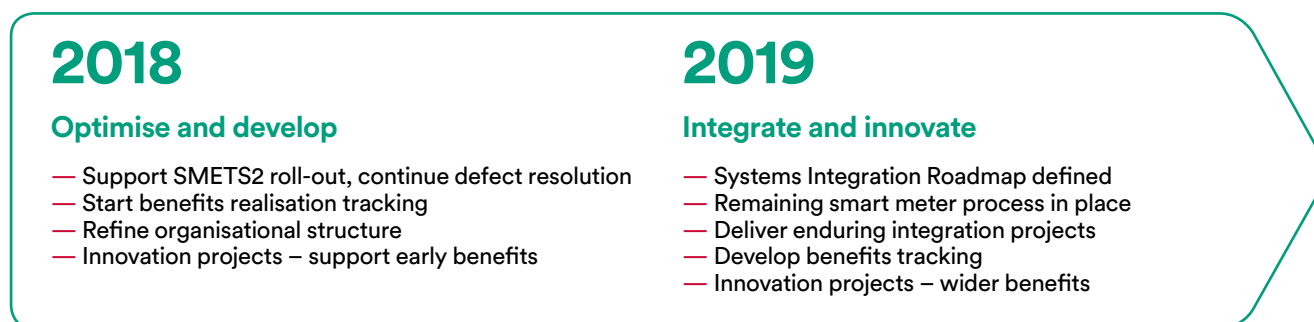 2018
Optimise and develop
— Support SMETS2 roll-out, continue defect resolution
— Start benefits realisation tracking
— Refine organisational structure
— Innovation projects – support early benefits
2019
Integrate and innovate
— Systems Integration Roadmap defined
— Remaining smart meter process in place
— Deliver enduring integration projects
— Develop benefits tracking
— Innovation projects – wider benefits